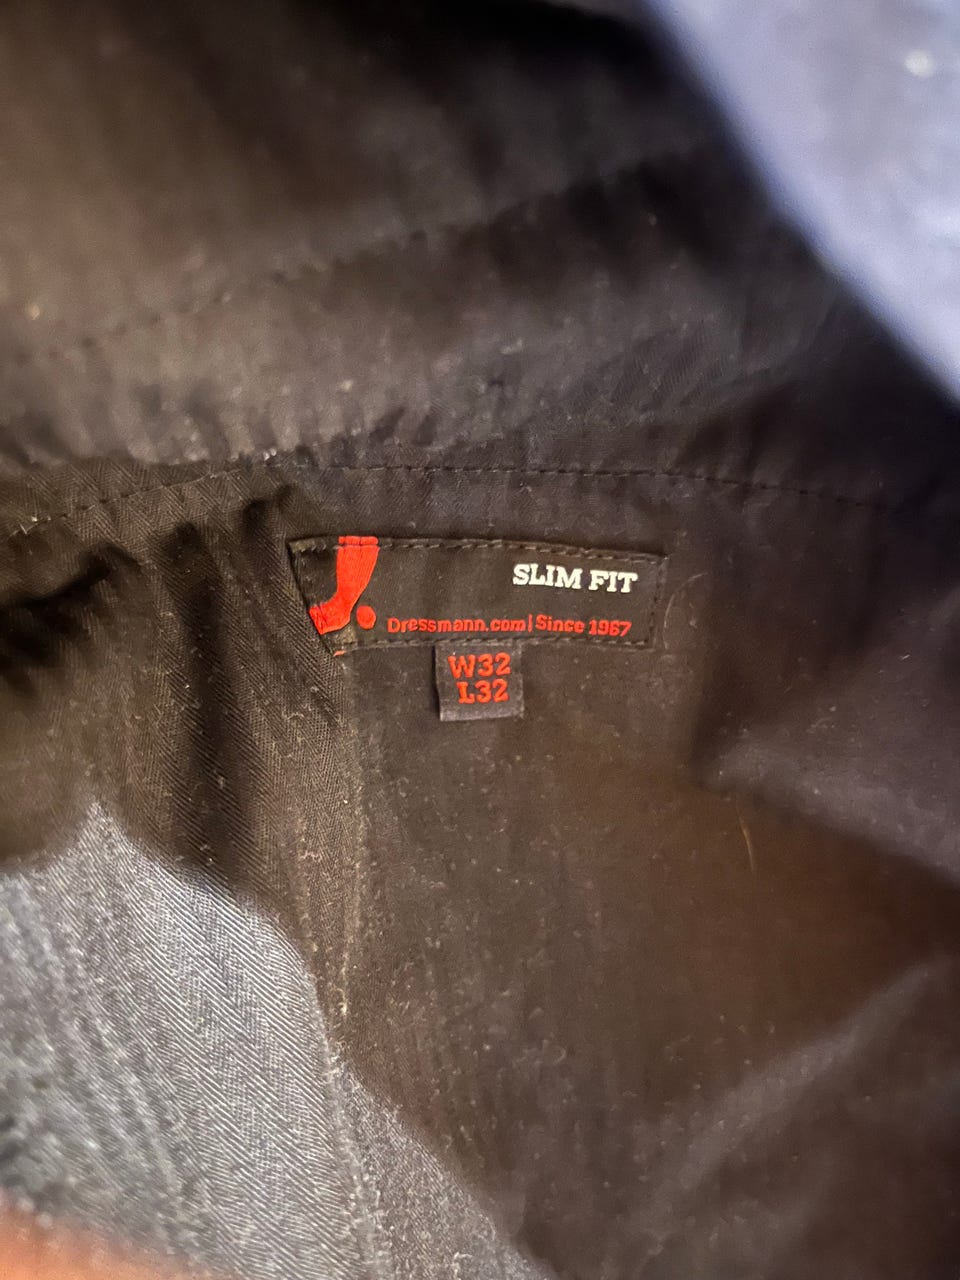 SLIM FIT
Dressmann.com | Since 1967
W32
L32